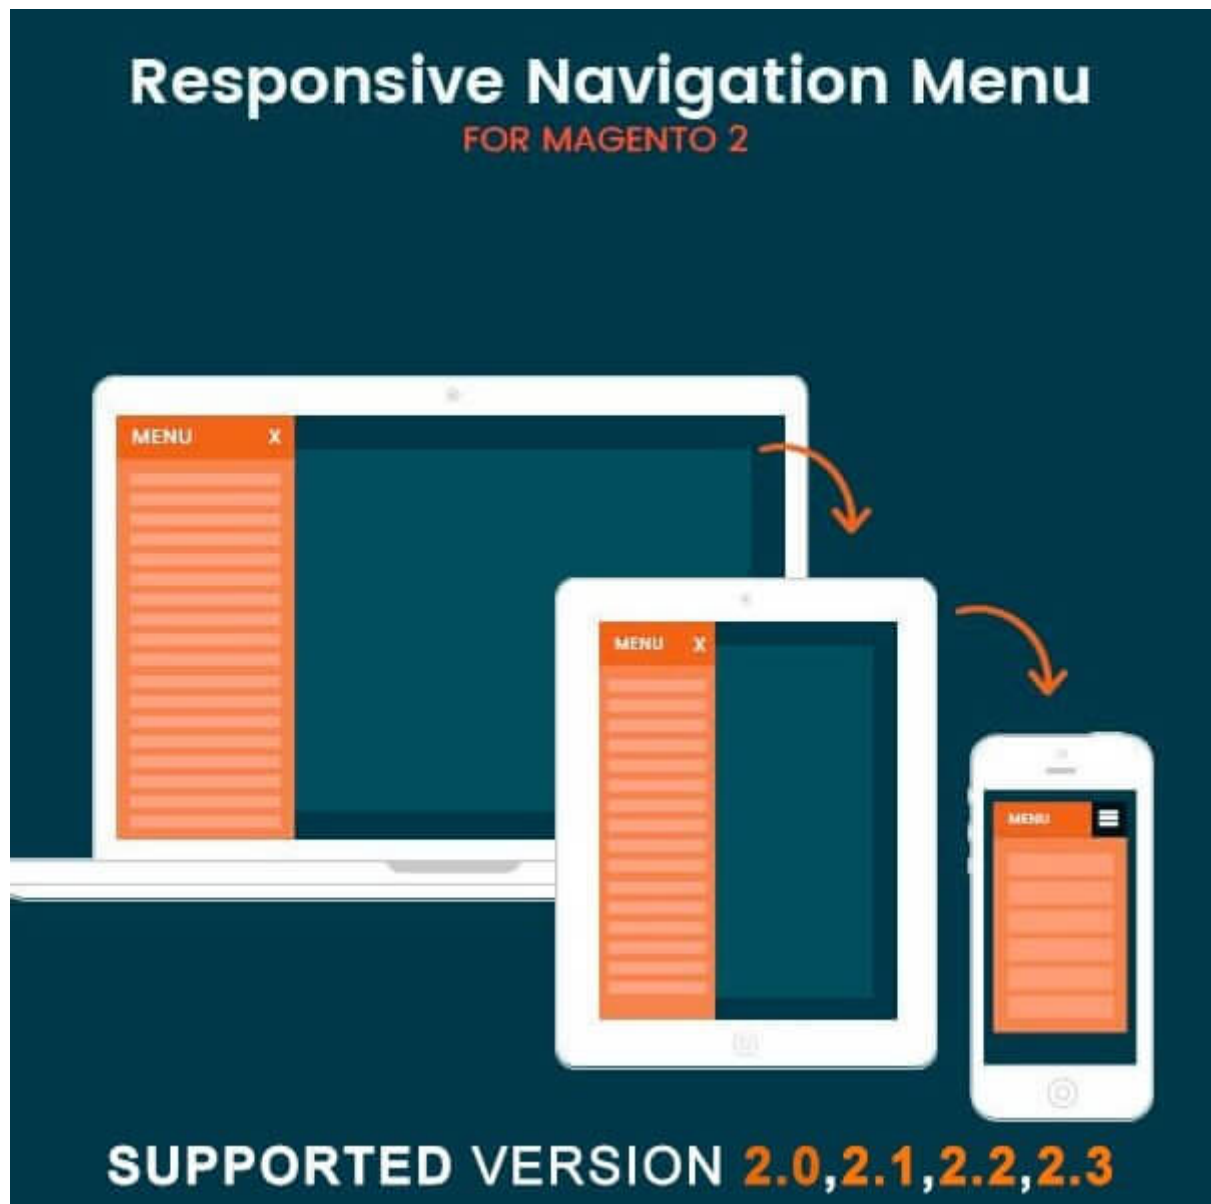 Responsive Navigation Menu
FOR MAGENTO 2
MENU X
MENU X
MENU
SUPPORTED VERSION 2.0,2.1,2.2,2.3